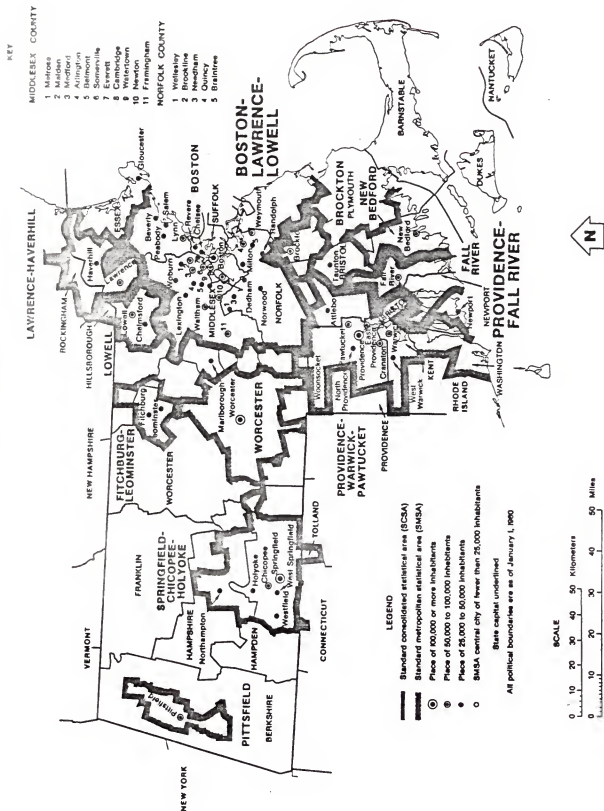 KEY
MIDDLESEX COUNTY
1 Melrose
2 Malden
3 Medford
4 Arlington
5 Belmont
6 Somerville
7 Everett
8 Cambridge
9 Watertown
10 Newton
11 Framingham
NORFOLK COUNTY
1 Wellesley
2 Brookline
3 Needham
4 Quincy
5 Braintree
LAWRENCE-HAVERHILL
ROCKINGHAM
HILLSBOROUGH
LOWELL
Haverhill
Lawrence
Lowell
Chelmsford
ESSEX
Gloucester
Beverly
Peabody
Salem
Lynn
Woburn
Lexington
Revere
Chelsea
BOSTON
SUFFOLK
Waltham
MIDDLESEX
Boston
BOSTON-
LAWRENCE-
LOWELL
Milton
Weymouth
Dedham
Randolph
Norwood
NORFOLK
NEW HAMPSHIRE
FITCHBURG-
LEOMINSTER
Fitchburg
Leominster
WORCESTER
Marlborough
Worcester
WORCESTER
VERMONT
FRANKLIN
SPRINGFIELD-
CHICOPEE-
HOLYOKE
HAMPSHIRE
Northampton
Holyoke
Chicopee
Springfield
West Springfield
Westfield
HAMPDEN
TOLLAND
CONNECTICUT
NEW YORK
Pittsfield
PITTSFIELD
BERKSHIRE
BROCKTON
PLYMOUTH
NEW
BEDFORD
BARNSTABLE
Taunton
BRISTOL
Attleboro
New
Bedford
Fall
River
FALL
RIVER
DUKES
NANTUCKET
Woonsocket
North
Providence
Pawtucket
Providence
Cranston
Warwick
West
Warwick
BRISTOL
KENT
Newport
NEWPORT
RHODE
ISLAND
WASHINGTON
PROVIDENCE-
FALL RIVER
PROVIDENCE-
WARWICK-
PAWTUCKET
PROVIDENCE
LEGEND
Standard consolidated statistical area (SCSA)
Standard metropolitan statistical area (SMSA)
Place of 100,000 or more inhabitants
Place of 50,000 to 100,000 inhabitants
Place of 25,000 to 50,000 inhabitants
SMSA central city of fewer than 25,000 inhabitants
State capital underlined
All political boundaries are as of January 1, 1980
SCALE
0 10 20 30 40 50 Kilometers
0 10 20 30 40 50 Miles
N